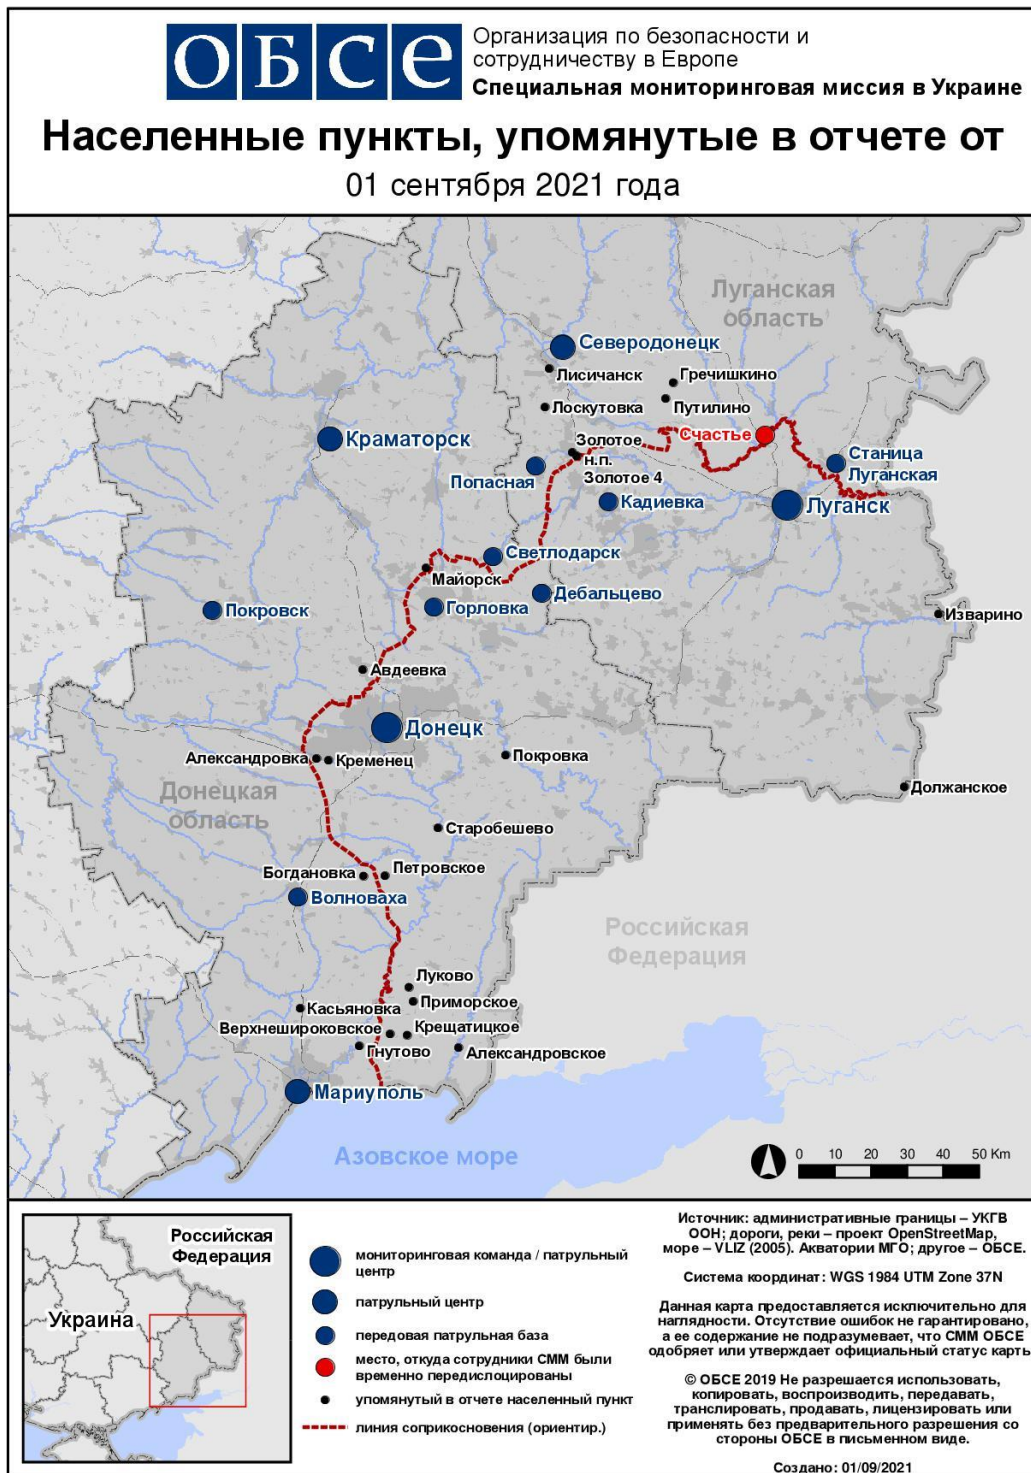 ОБСЕ
Организация по безопасности и
сотрудничеству в Европе
Специальная мониторинговая миссия в Украине
Населенные пункты, упомянутые в отчете от
01 сентября 2021 года
Луганская
область
Северодонецк
Лисичанск
Гречишкино
Лоскутовка
Путилино
Краматорск
Счастье
Золотое
н.п.
Золотое 4
Станица
Луганская
Попасная
Кадиевка
Луганск
Светлодарск
Майорск
Дебальцево
Горловка
Покровск
Изварино
Авдеевка
Донецк
Александровка
Кременец
Покровка
Донецкая
область
Должанское
Старобешево
Богдановка
Петровское
Волноваха
Российская
Федерация
Луково
Касьяновка
Приморское
Верхнешироковское
Крещатицкое
Гнутово
Александровское
Мариуполь
Азовское море
0 10 20 30 40 50 Km
Российская
Федерация
Украина
мониторинговая команда / патрульный
центр
патрульный центр
передовая патрульная база
место, откуда сотрудники СММ были
временно передислоцированы
упомянутый в отчете населенный пункт
линия соприкосновения (ориентир.)
Источник: административные границы – УКГВ
ООН; дороги, реки – проект OpenStreetMap,
море – VLIZ (2005). Акватории МГО; другое – ОБСЕ.
Система координат: WGS 1984 UTM Zone 37N
Данная карта предоставляется исключительно для
наглядности. Отсутствие ошибок не гарантировано,
а ее содержание не подразумевает, что СММ ОБСЕ
одобряет или утверждает официальный статус карты
© ОБСЕ 2019 Не разрешается использовать,
копировать, воспроизводить, передавать,
транслировать, продавать, лицензировать или
применять без предварительного разрешения со
стороны ОБСЕ в письменном виде.
Создано: 01/09/2021